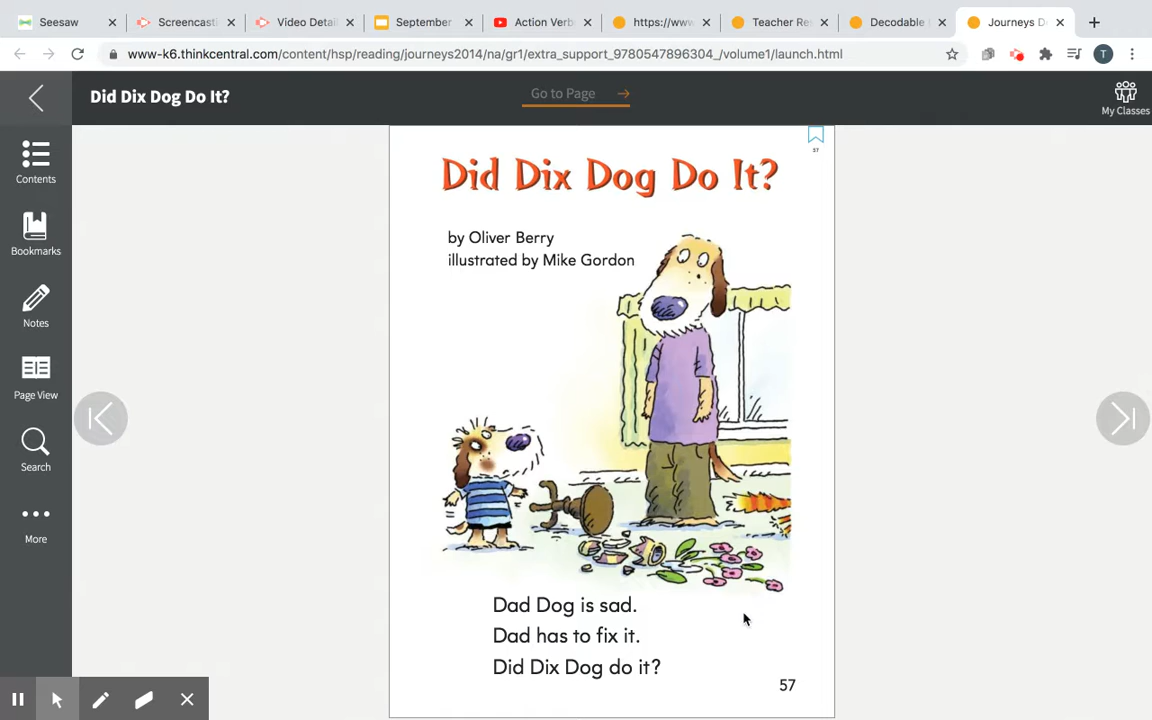 Seesaw
Screencasti
Video Detai
September
Action Verb
https://www
Teacher Re
Decodable
Journeys D
www-k6.thinkcentral.com/content/hsp/reading/journeys2014/na/gr1/extra_support_9780547896304_/volume1/launch.html
T
Did Dix Dog Do It?
Go to Page
My Classes
Contents
Bookmarks
Notes
Page View
Search
More
57
Did Dix Dog Do It?
by Oliver Berry
illustrated by Mike Gordon
Dad Dog is sad.
Dad has to fix it.
Did Dix Dog do it?
57